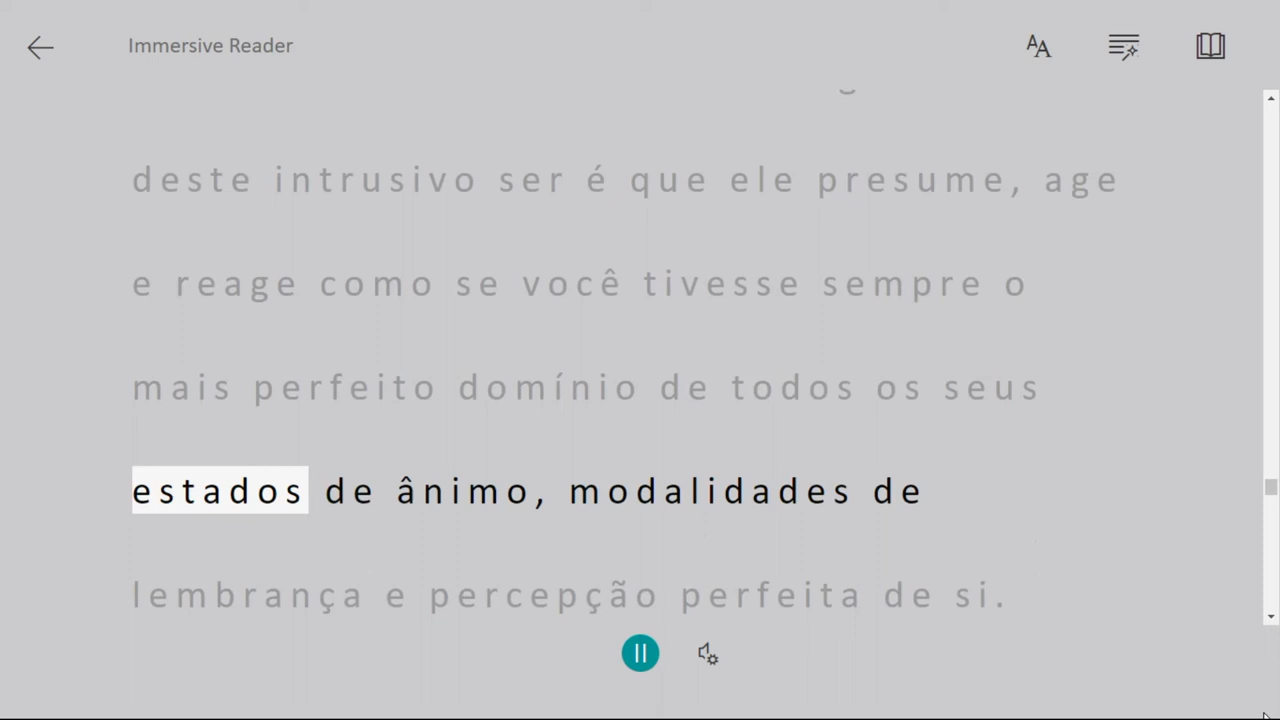 Immersive Reader
deste intrusivo ser é que ele presume, age
e reage como se você tivesse sempre o
mais perfeito domínio de todos os seus
estados de ânimo, modalidades de
lembrança e percepção perfeita de si.